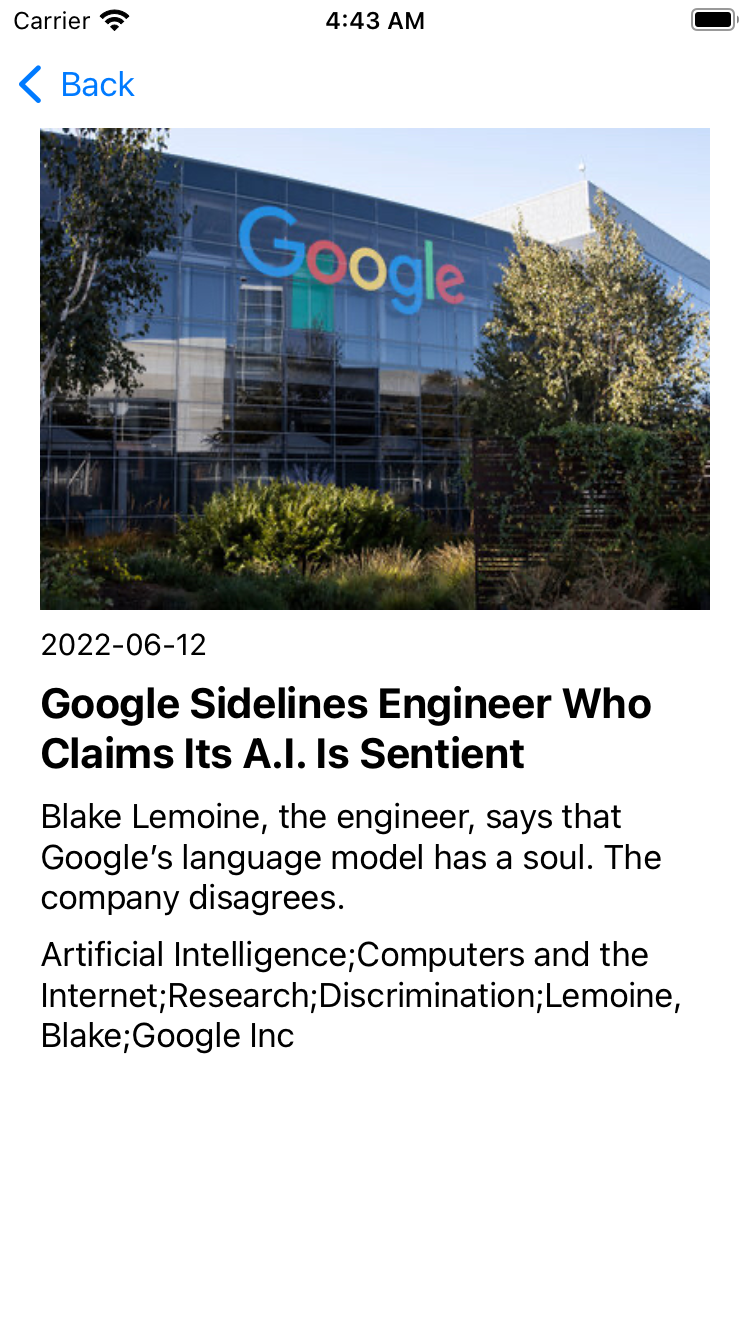 Carrier 4:43 AM
Back
Google
2022-06-12
Google Sidelines Engineer Who
Claims Its A.I. Is Sentient
Blake Lemoine, the engineer, says that
Google’s language model has a soul. The
company disagrees.
Artificial Intelligence;Computers and the
Internet;Research;Discrimination;Lemoine,
Blake;Google Inc